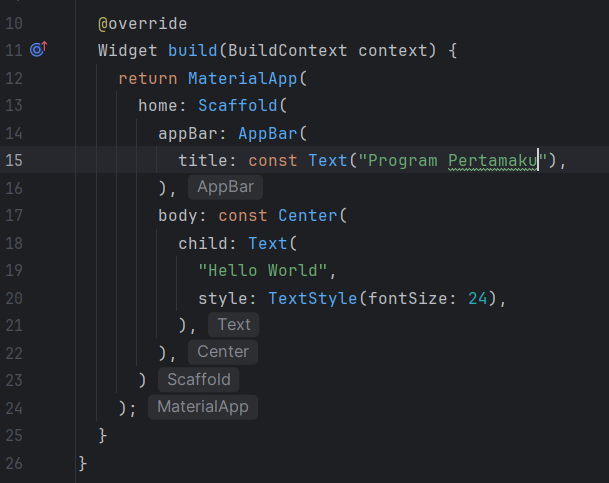 10 @override
11 Widget build(BuildContext context) {
12 return MaterialApp(
13 home: Scaffold(
14 appBar: AppBar(
15 title: const Text("Program Pertamaku"),
16 ), AppBar
17 body: const Center(
18 child: Text(
19 "Hello World",
20 style: TextStyle(fontSize: 24),
21 ), Text
22 ), Center
23 ) Scaffold
24 ); MaterialApp
25 }
26 }